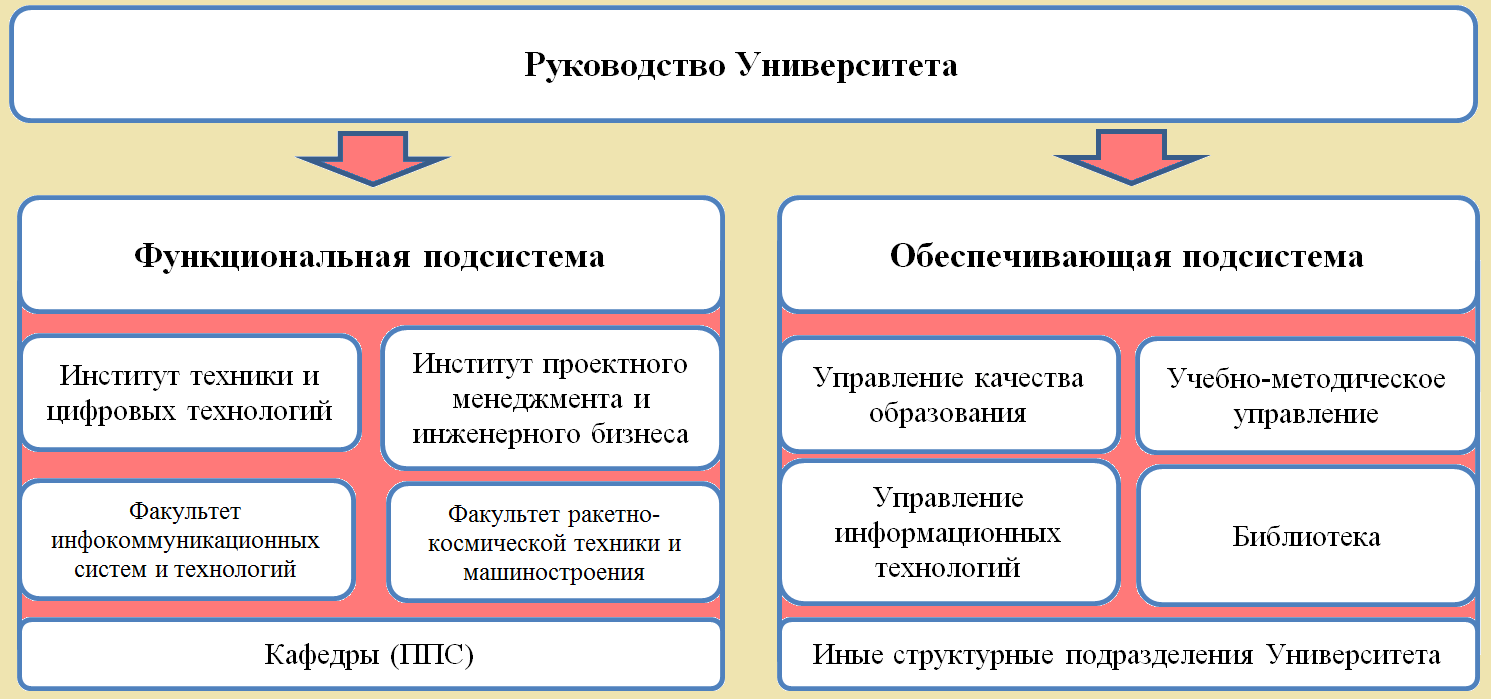 Руководство Университета
Функциональная подсистема
Институт техники и
цифровых технологий
Институт проектного
менеджмента и
инженерного бизнеса
Факультет
инфокоммуникационных
систем и технологий
Факультет ракетно-
космической техники и
машиностроения
Кафедры (ППС)
Обеспечивающая подсистема
Управление качества
образования
Учебно-методическое
управление
Управление
информационных
технологий
Библиотека
Иные структурные подразделения Университета